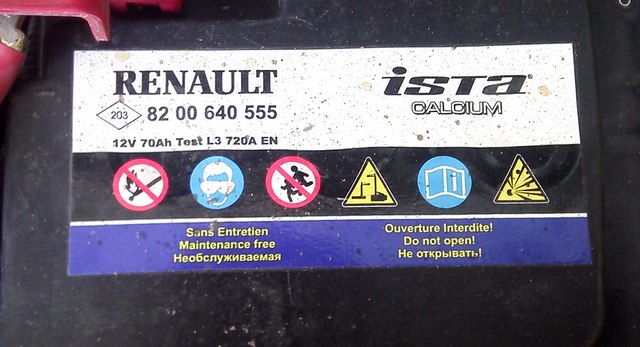 RENAULT
203 82 00 640 555
12V 70Ah Test L3 720A EN
ista
CALCIUM
Sans Entretien
Maintenance free
Необслуживаемая
Ouverture Interdite!
Do not open!
Не открывать!